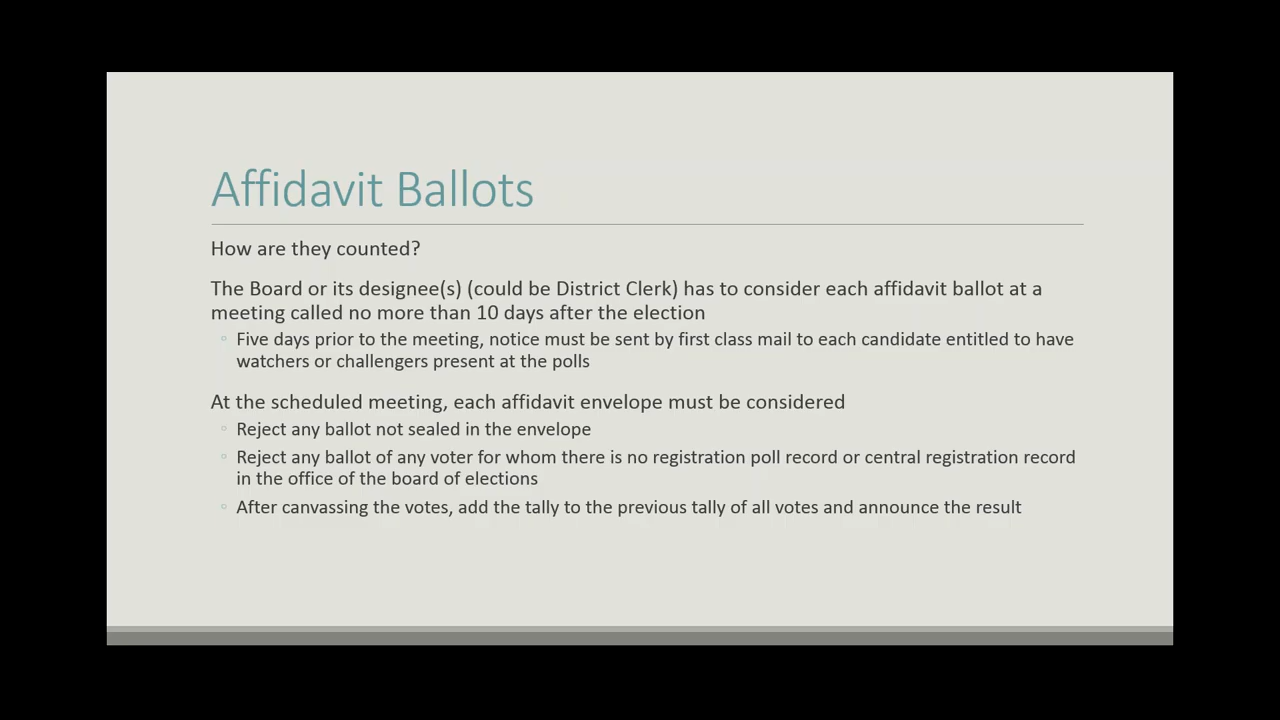 Affidavit Ballots
How are they counted?
The Board or its designee(s) (could be District Clerk) has to consider each affidavit ballot at a
meeting called no more than 10 days after the election
◦ Five days prior to the meeting, notice must be sent by first class mail to each candidate entitled to have
watchers or challengers present at the polls
At the scheduled meeting, each affidavit envelope must be considered
◦ Reject any ballot not sealed in the envelope
◦ Reject any ballot of any voter for whom there is no registration poll record or central registration record
in the office of the board of elections
◦ After canvassing the votes, add the tally to the previous tally of all votes and announce the result